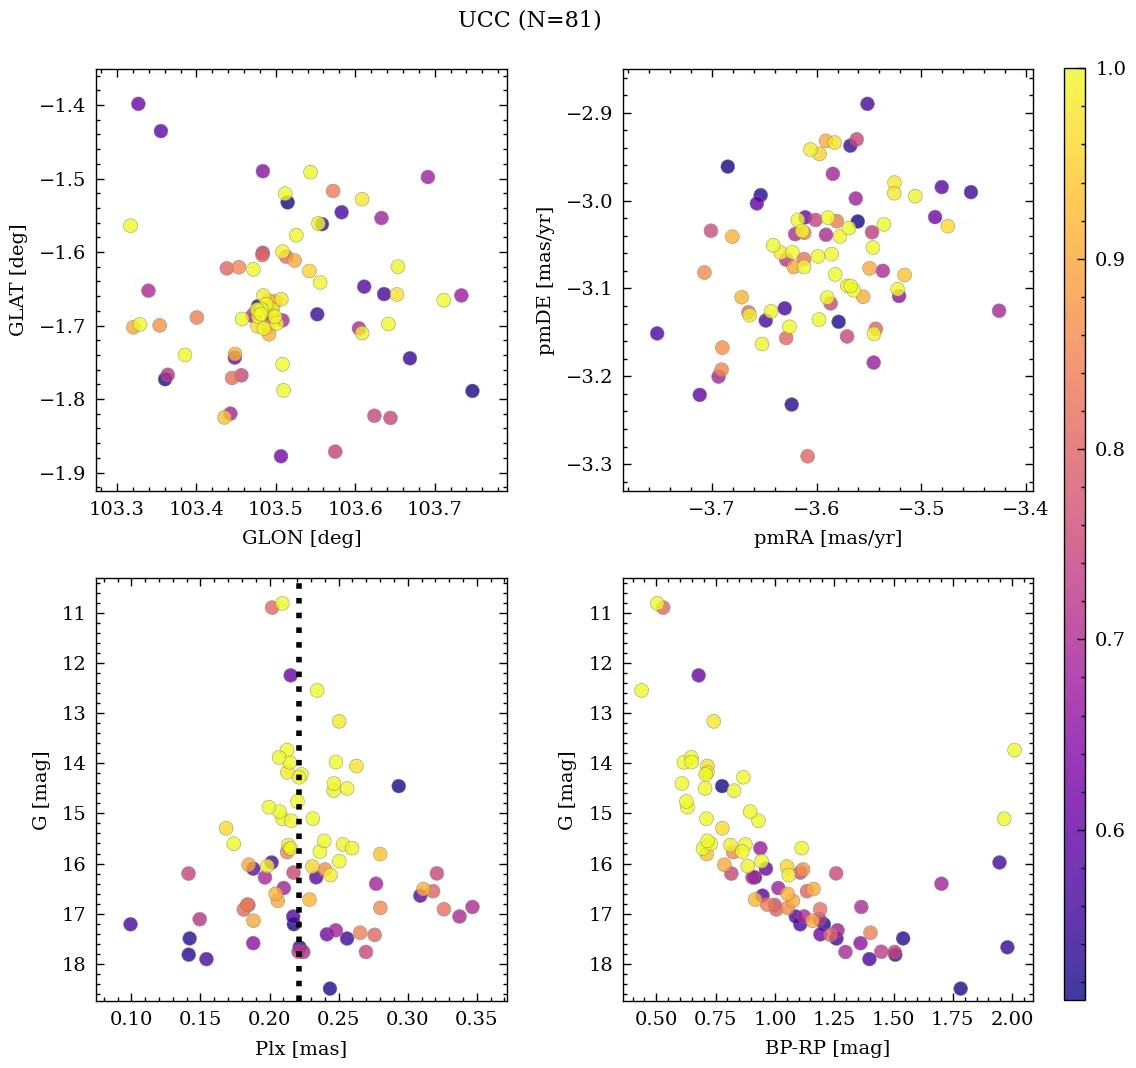 UCC (N=81)
−1.4
−1.5
−1.6
−1.7
−1.8
−1.9
GLAT [deg]
103.3 103.4 103.5 103.6 103.7
GLON [deg]
−2.9
−3.0
−3.1
−3.2
−3.3
pmDE [mas/yr]
−3.7 −3.6 −3.5 −3.4
pmRA [mas/yr]
11
12
13
14
15
16
17
18
G [mag]
0.10 0.15 0.20 0.25 0.30 0.35
Plx [mas]
11
12
13
14
15
16
17
18
G [mag]
0.50 0.75 1.00 1.25 1.50 1.75 2.00
BP-RP [mag]
1.0
0.9
0.8
0.7
0.6